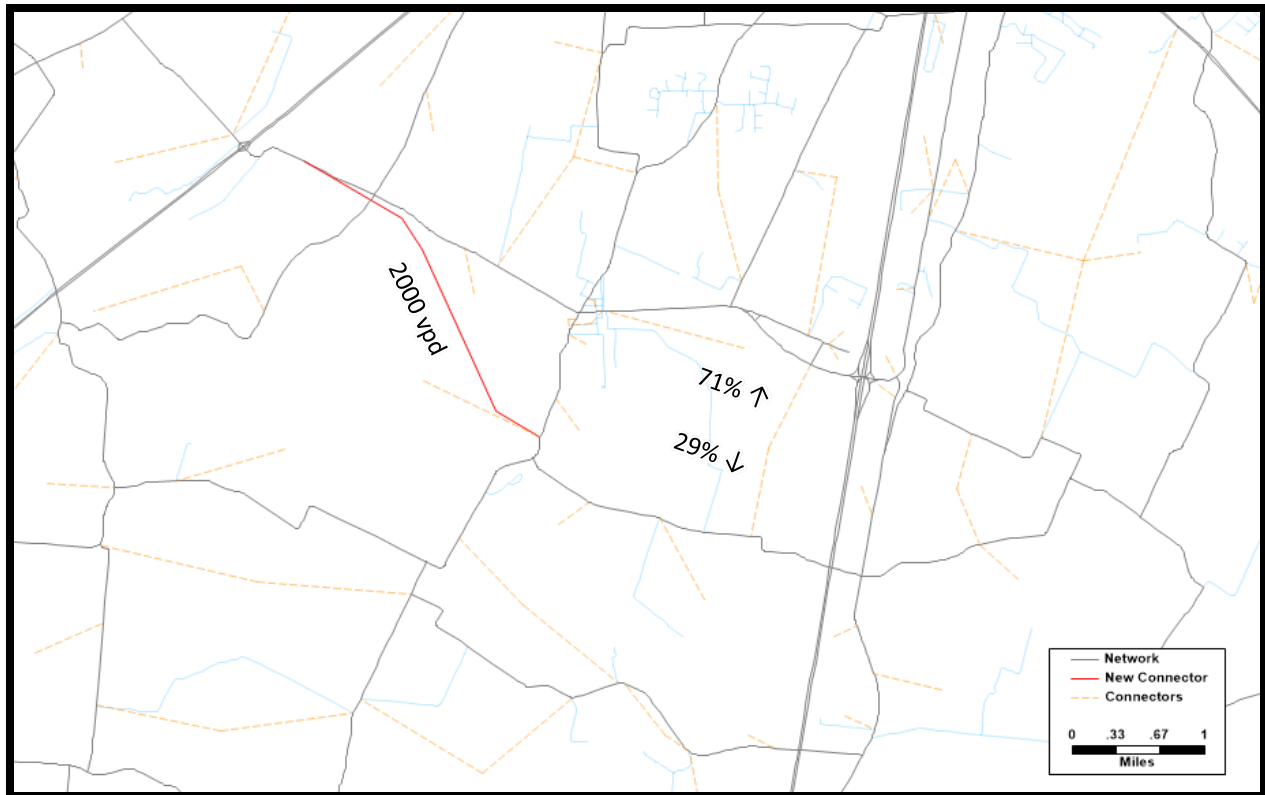 2000 vpd
71% ↑
29% ↓
Network
New Connector
Connectors
0 .33 .67 1
Miles